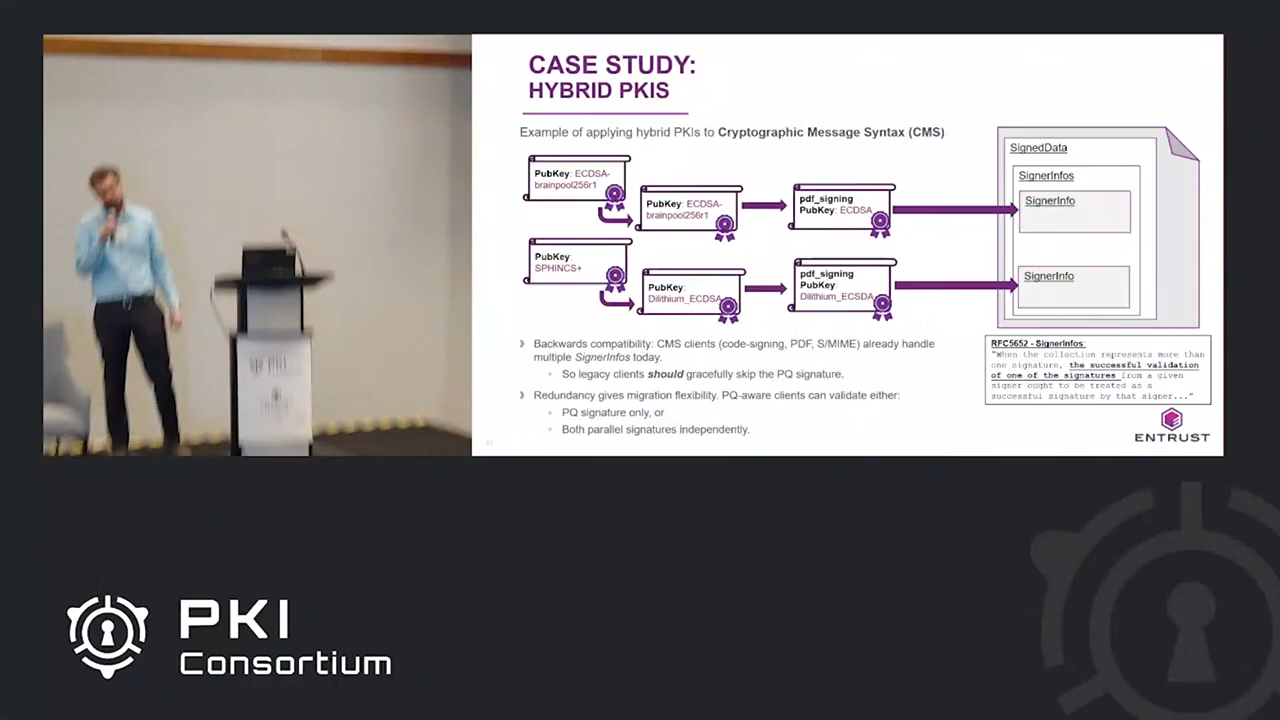 CASE STUDY:
HYBRID PKIS
Example of applying hybrid PKIs to Cryptographic Message Syntax (CMS)
PubKey: ECDSA-
brainpool256r1
PubKey: ECDSA-
brainpool256r1
pdf_signing
PubKey: ECDSA
PubKey:
SPHINCS+
PubKey:
Dilithium_ECDSA
pdf_signing
PubKey:
Dilithium_ECSDA
SignedData
SignerInfos
SignerInfo
SignerInfo
Backwards compatibility: CMS clients (code-signing, PDF, S/MIME) already handle
multiple SignerInfos today.
So legacy clients should gracefully skip the PQ signature.
Redundancy gives migration flexibility. PQ-aware clients can validate either:
PQ signature only, or
Both parallel signatures independently.
RFC5652 - SignerInfos:
"When the collection represents more than
one signature, the successful validation
of one of the signatures from a given
signer ought to be treated as a
successful signature by that signer..."
ENTRUST
PKI
Consortium